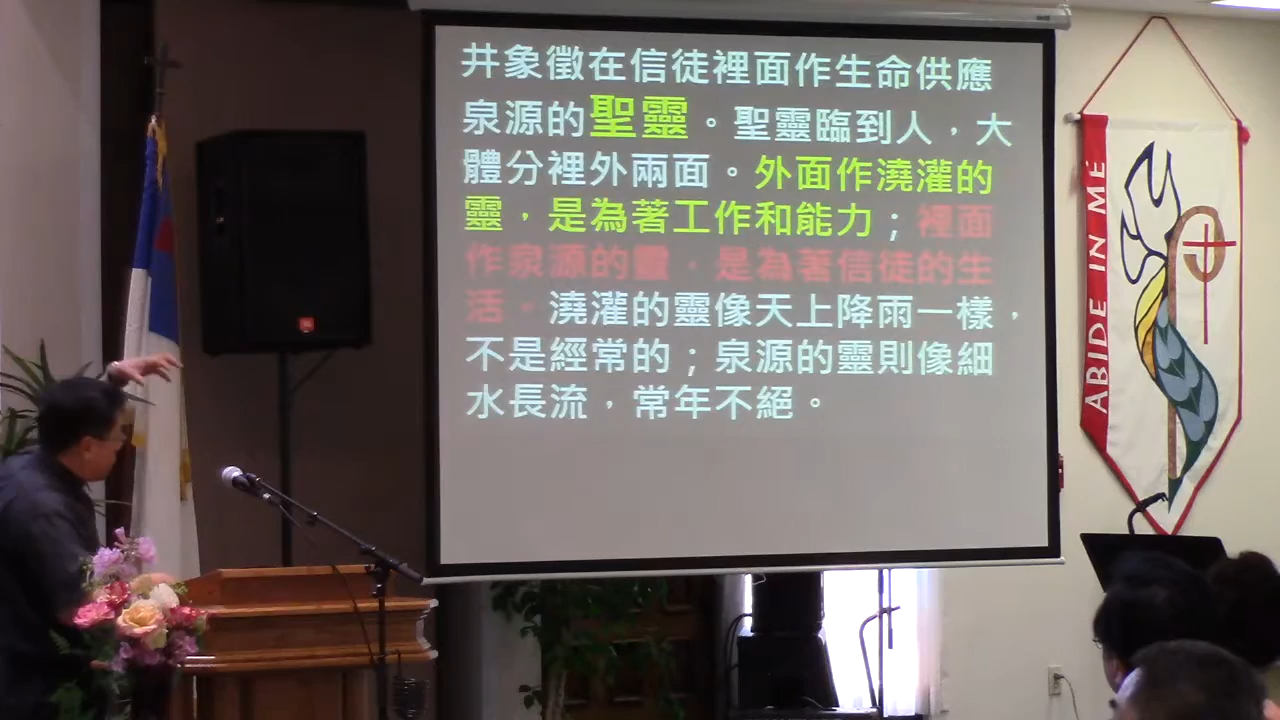 井象徵在信徒裡面作生命供應
泉源的聖靈。聖靈臨到人，大
體分裡外兩面。外面作澆灌的
靈，是為著工作和能力；裡面
作泉源的靈，是為著信徒的生
活。澆灌的靈像天上降雨一樣，
不是經常的；泉源的靈則像細
水長流，常年不絕。
ABIDE IN ME